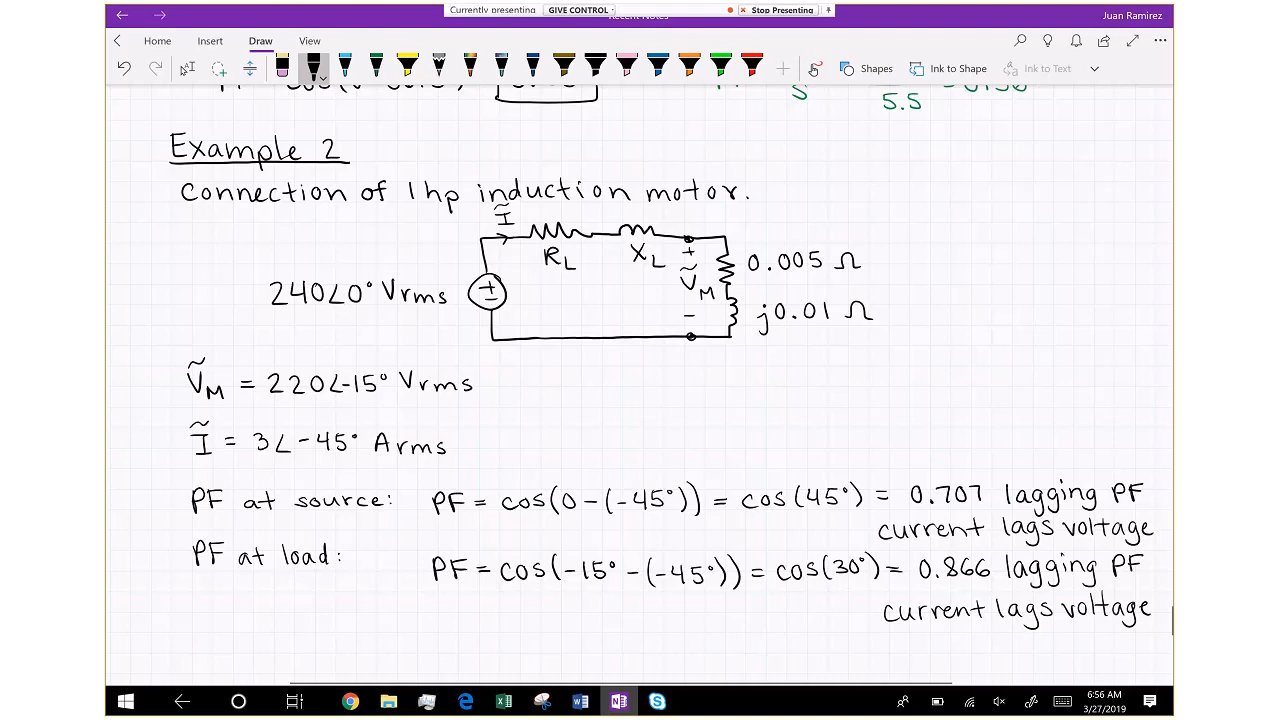 Currently presenting GIVE CONTROL Stop Presenting
Recent Notes
Juan Ramirez
Home Insert Draw View
Shapes Ink to Shape Ink to Text
5.5
Example 2
Connection of 1hp induction motor.
Ĩ
R_L X_L + 0.005 Ω
240∠0° Vrms + - Ṽ_M j0.01 Ω
-
Ṽ_M = 220∠-15° Vrms
Ĩ = 3∠-45° Arms
PF at source: PF = cos(0-(-45°)) = cos(45°) = 0.707 lagging PF
current lags voltage
PF at load: PF = cos(-15° -(-45°)) = cos(30°) = 0.866 lagging PF
current lags voltage
6:56 AM
3/27/2019